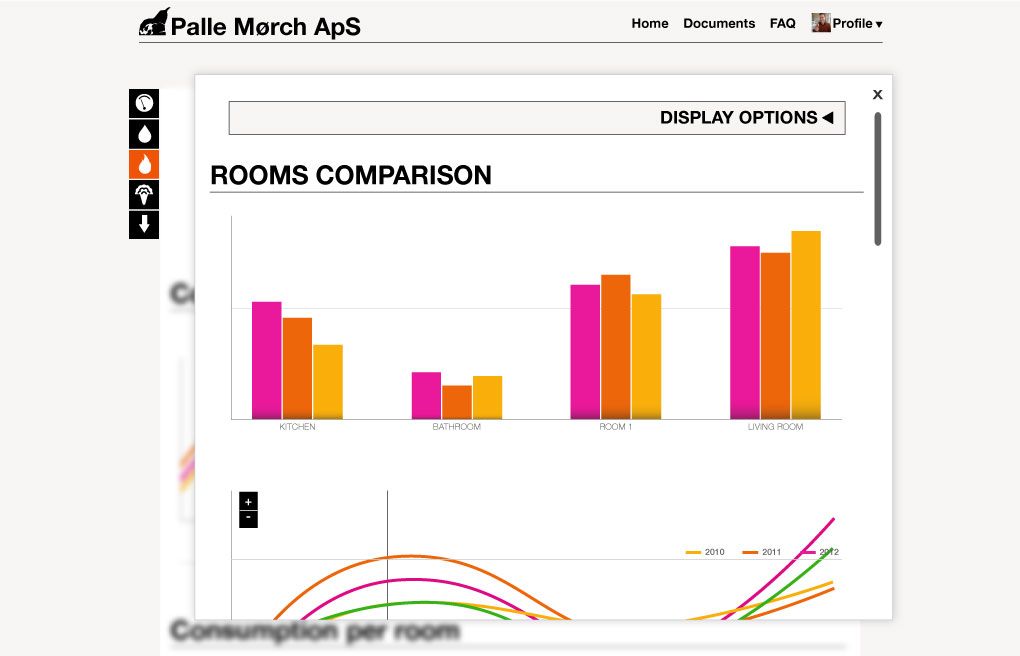 Palle Mørch ApS
Home Documents FAQ Profile ▾
X
DISPLAY OPTIONS ◀
ROOMS COMPARISON
KITCHEN BATHROOM ROOM 1 LIVING ROOM
+
-
2010 2011 2012
Consumption per room